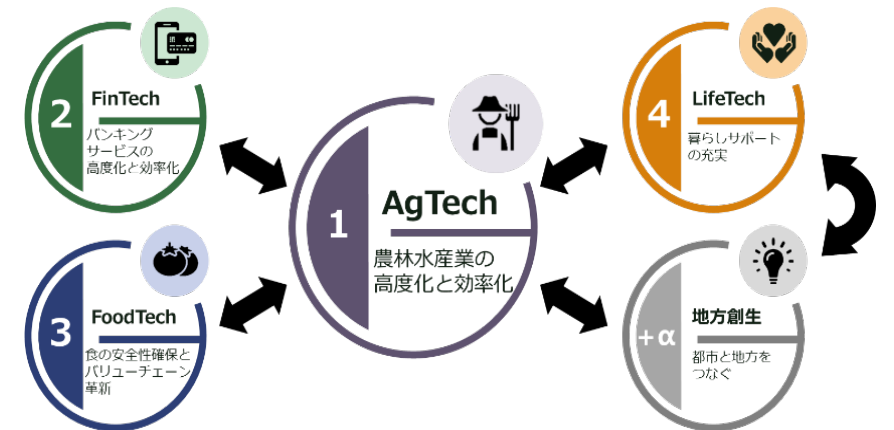 1
AgTech
農林水産業の
高度化と効率化
2
FinTech
バンキング
サービスの
高度化と効率化
3
FoodTech
食の安全性確保と
バリューチェーン
革新
4
LifeTech
暮らしサポート
の充実
+α
地方創生
都市と地方を
つなぐ